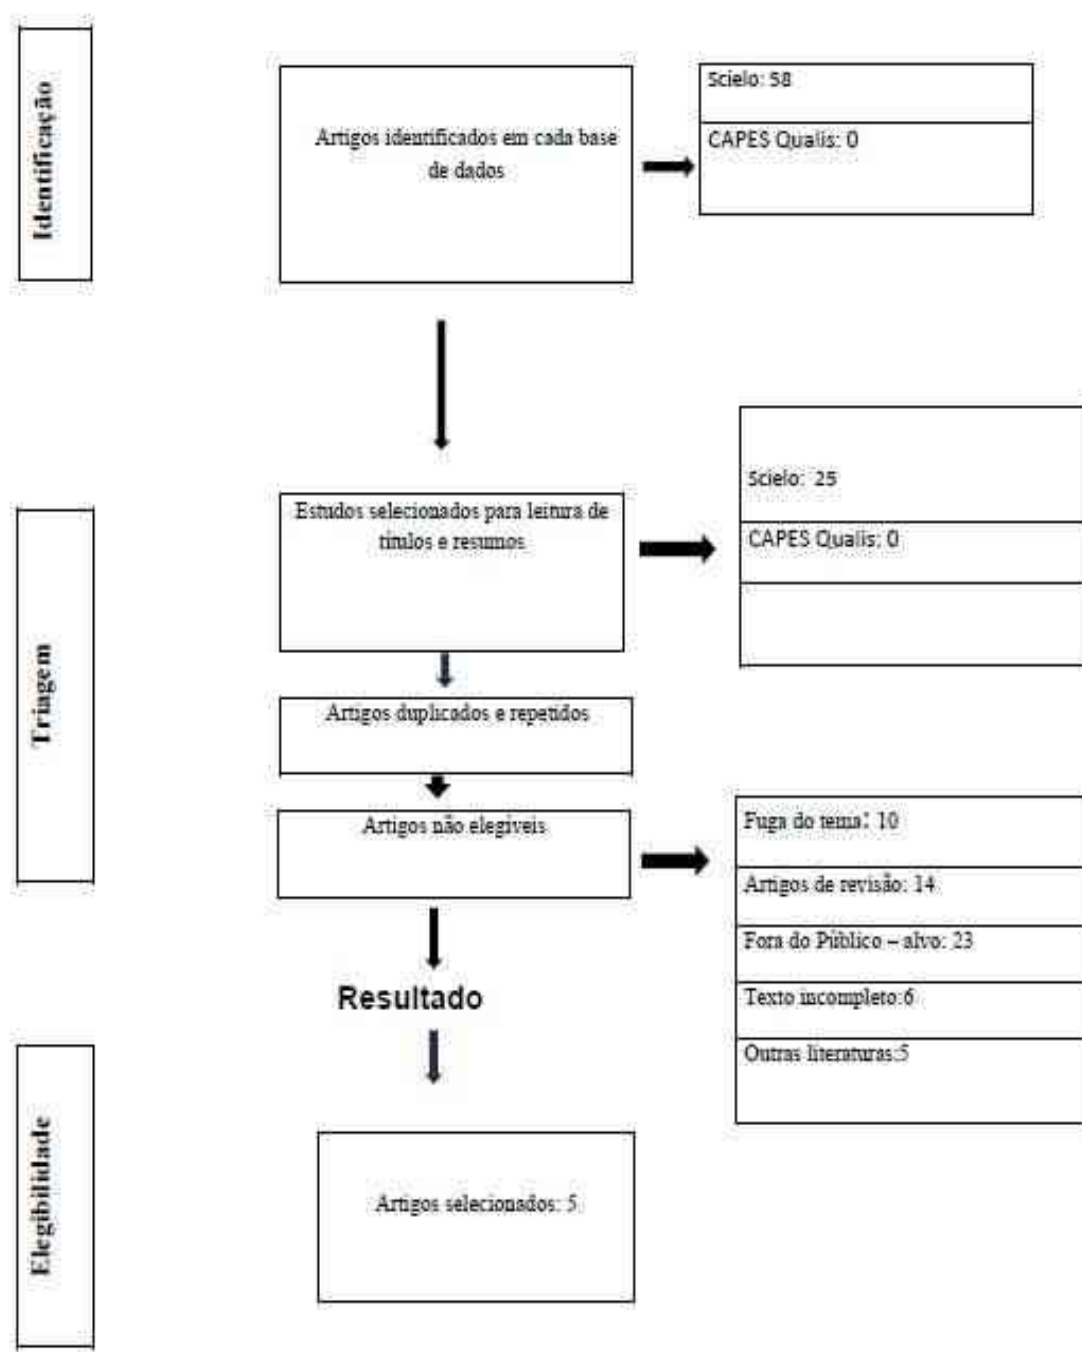 Identificação
Artigos identificados em cada base
de dados
Scielo: 58
CAPES Qualis: 0
Triagem
Estudos selecionados para leitura de
títulos e resumos
Scielo: 25
CAPES Qualis: 0
Artigos duplicados e repetidos
Artigos não elegíveis
Fuga do tema: 10
Artigos de revisão: 14
Fora do Público – alvo: 23
Texto incompleto:6
Outras literaturas:5
Resultado
Elegibilidade
Artigos selecionados: 5